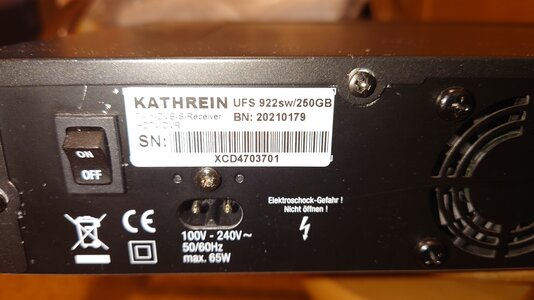 KATHREIN UFS 922sw/250GB
BN: 20210179
SN:
XCD4703701
ON
OFF
Elektroschock-Gefahr !
Nicht öffnen !
CE
100V - 240V~
50/60Hz
max. 65W